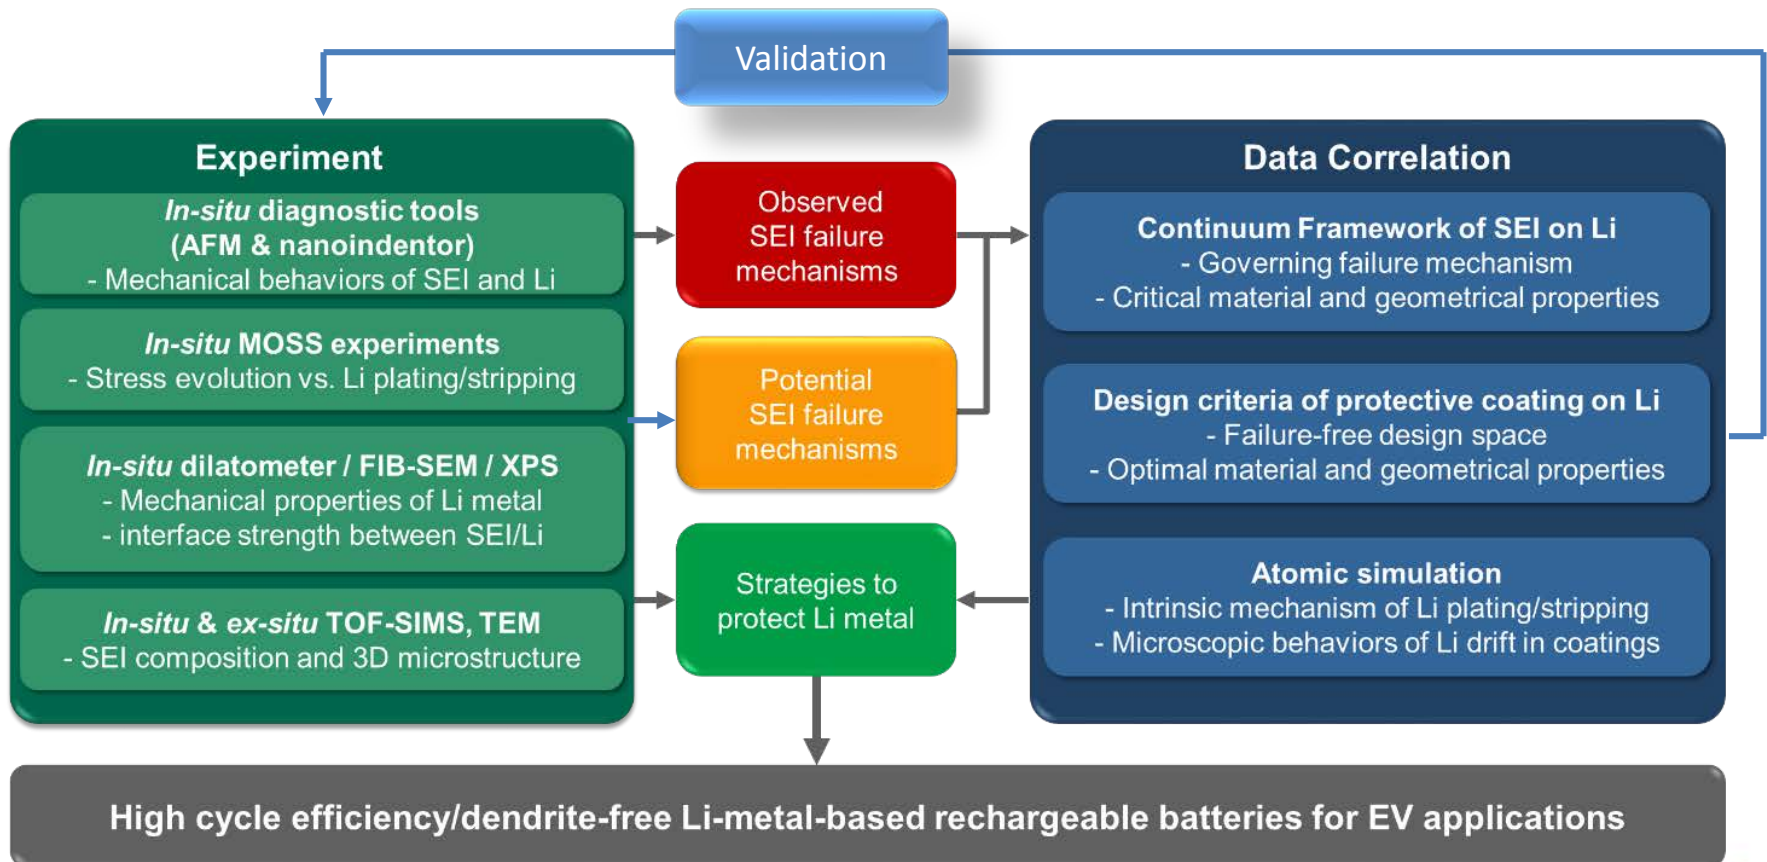 Validation
Experiment
In-situ diagnostic tools
(AFM & nanoindentor)
- Mechanical behaviors of SEI and Li
In-situ MOSS experiments
- Stress evolution vs. Li plating/stripping
In-situ dilatometer / FIB-SEM / XPS
- Mechanical properties of Li metal
- interface strength between SEI/Li
In-situ & ex-situ TOF-SIMS, TEM
- SEI composition and 3D microstructure
Observed
SEI failure
mechanisms
Potential
SEI failure
mechanisms
Strategies to
protect Li metal
Data Correlation
Continuum Framework of SEI on Li
- Governing failure mechanism
- Critical material and geometrical properties
Design criteria of protective coating on Li
- Failure-free design space
- Optimal material and geometrical properties
Atomic simulation
- Intrinsic mechanism of Li plating/stripping
- Microscopic behaviors of Li drift in coatings
High cycle efficiency/dendrite-free Li-metal-based rechargeable batteries for EV applications